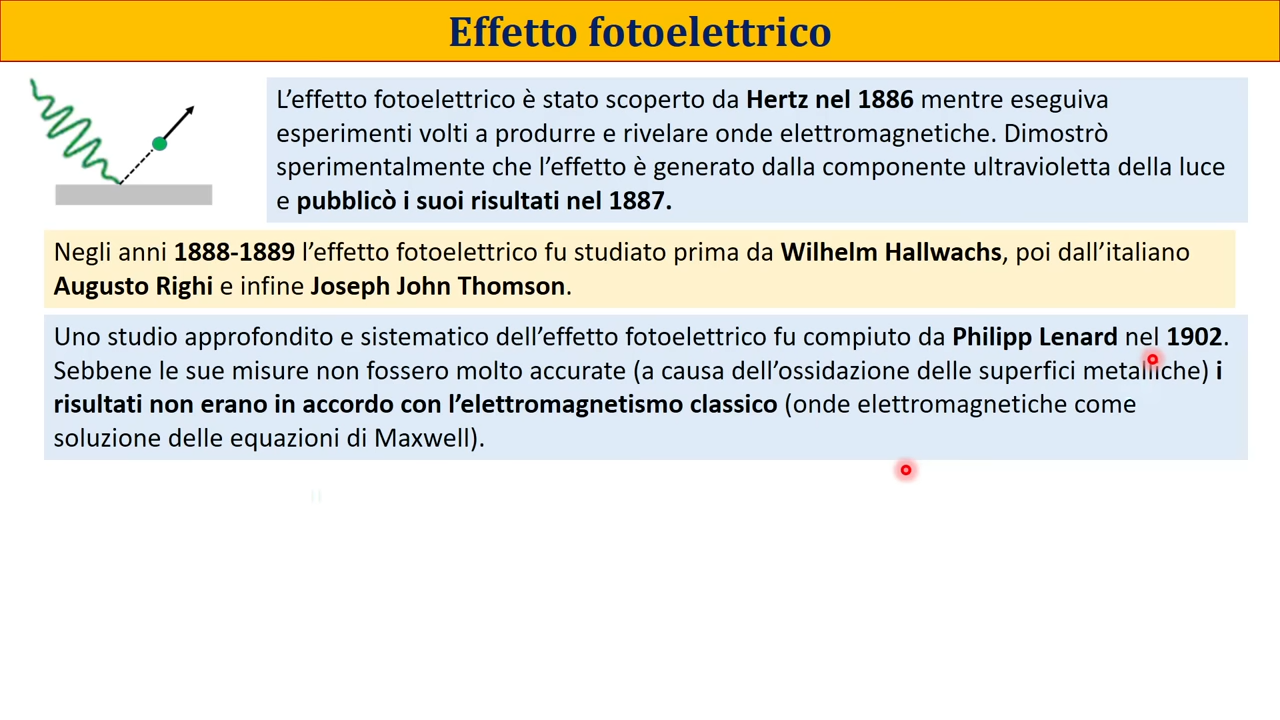 Effetto fotoelettrico
L’effetto fotoelettrico è stato scoperto da Hertz nel 1886 mentre eseguiva
esperimenti volti a produrre e rivelare onde elettromagnetiche. Dimostrò
sperimentalmente che l’effetto è generato dalla componente ultravioletta della luce
e pubblicò i suoi risultati nel 1887.
Negli anni 1888-1889 l’effetto fotoelettrico fu studiato prima da Wilhelm Hallwachs, poi dall’italiano
Augusto Righi e infine Joseph John Thomson.
Uno studio approfondito e sistematico dell’effetto fotoelettrico fu compiuto da Philipp Lenard nel 1902.
Sebbene le sue misure non fossero molto accurate (a causa dell’ossidazione delle superfici metalliche) i
risultati non erano in accordo con l’elettromagnetismo classico (onde elettromagnetiche come
soluzione delle equazioni di Maxwell).